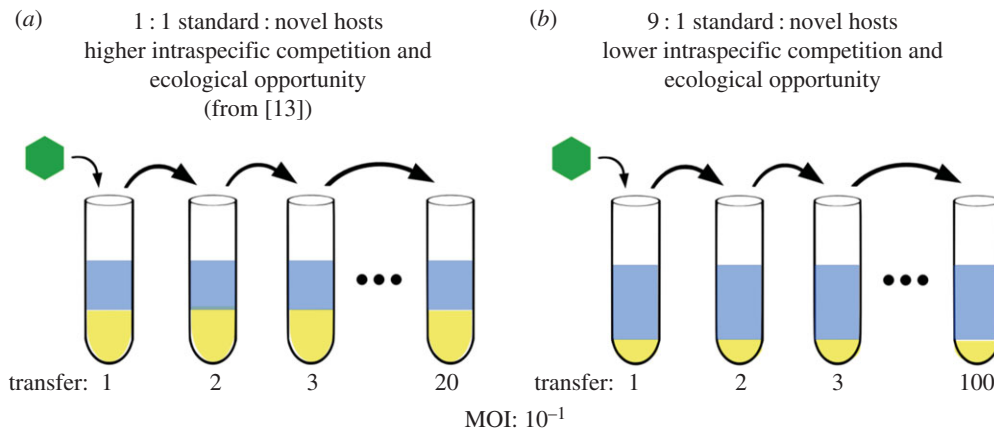 (a) 1 : 1 standard : novel hosts
higher intraspecific competition and
ecological opportunity
(from [13])
transfer: 1 2 3 20
(b) 9 : 1 standard : novel hosts
lower intraspecific competition and
ecological opportunity
transfer: 1 2 3 100
MOI: 10⁻¹